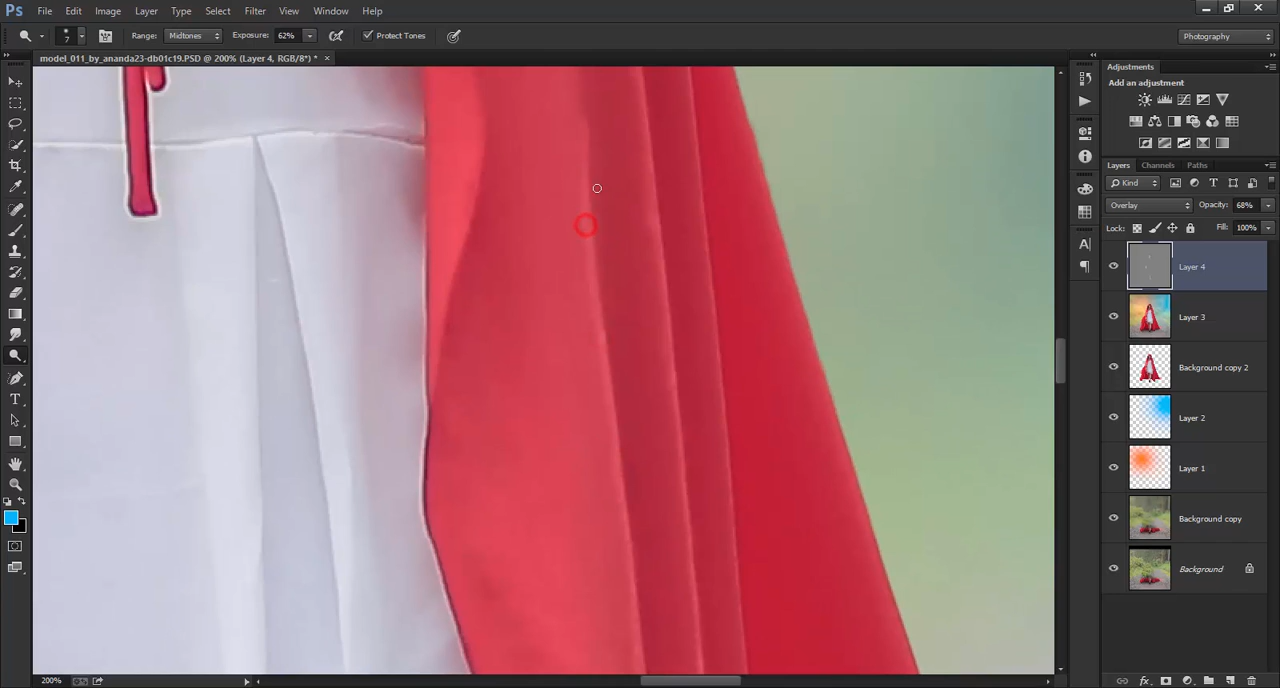 Ps File Edit Image Layer Type Select Filter View Window Help
7 Range: Midtones Exposure: 62% Protect Tones Photography
model_011_by_ananda23-db01c19.PSD @ 200% (Layer 4, RGB/8*) * ×
Adjustments
Add an adjustment
Layers Channels Paths
Kind
Overlay Opacity: 68%
Lock: Fill: 100%
Layer 4
Layer 3
Background copy 2
Layer 2
Layer 1
Background copy
Background
200%